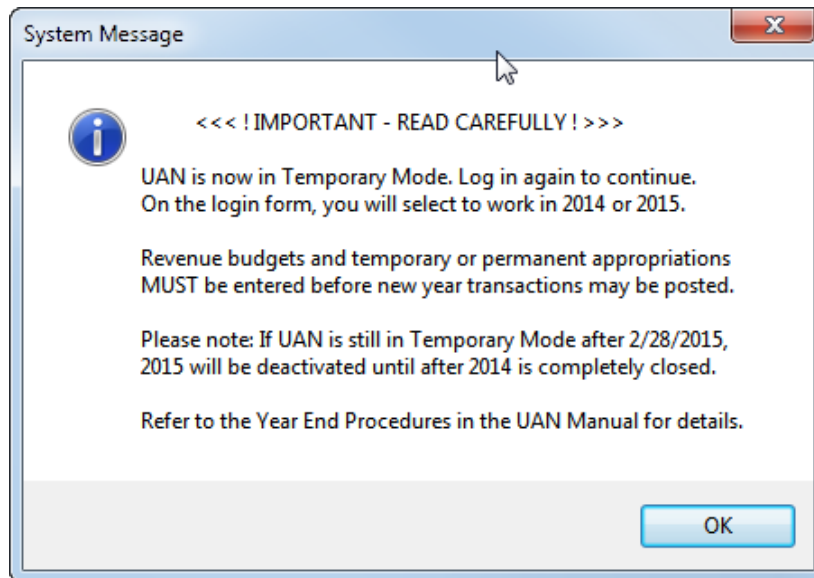 System Message
<<< ! IMPORTANT - READ CAREFULLY ! >>>
UAN is now in Temporary Mode. Log in again to continue.
On the login form, you will select to work in 2014 or 2015.
Revenue budgets and temporary or permanent appropriations
MUST be entered before new year transactions may be posted.
Please note: If UAN is still in Temporary Mode after 2/28/2015,
2015 will be deactivated until after 2014 is completely closed.
Refer to the Year End Procedures in the UAN Manual for details.
OK